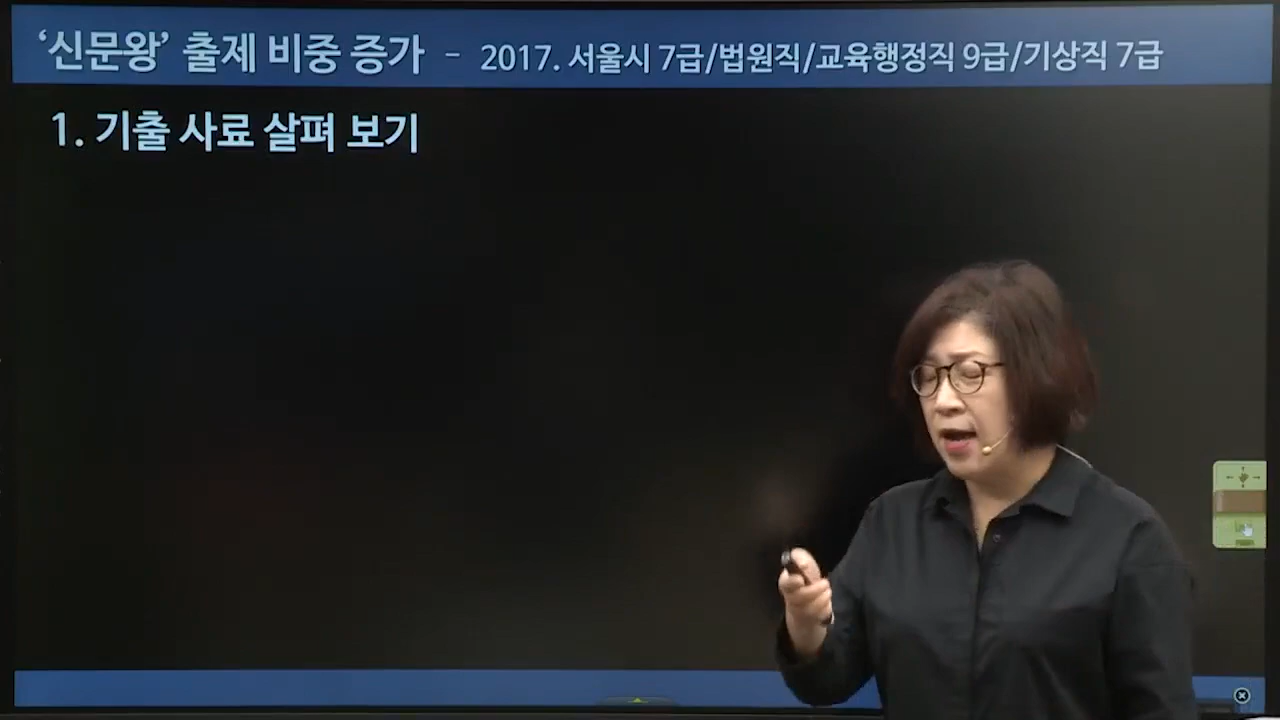 ‘신문왕’ 출제 비중 증가 - 2017. 서울시 7급/법원직/교육행정직 9급/기상직 7급
1. 기출 사료 살펴 보기